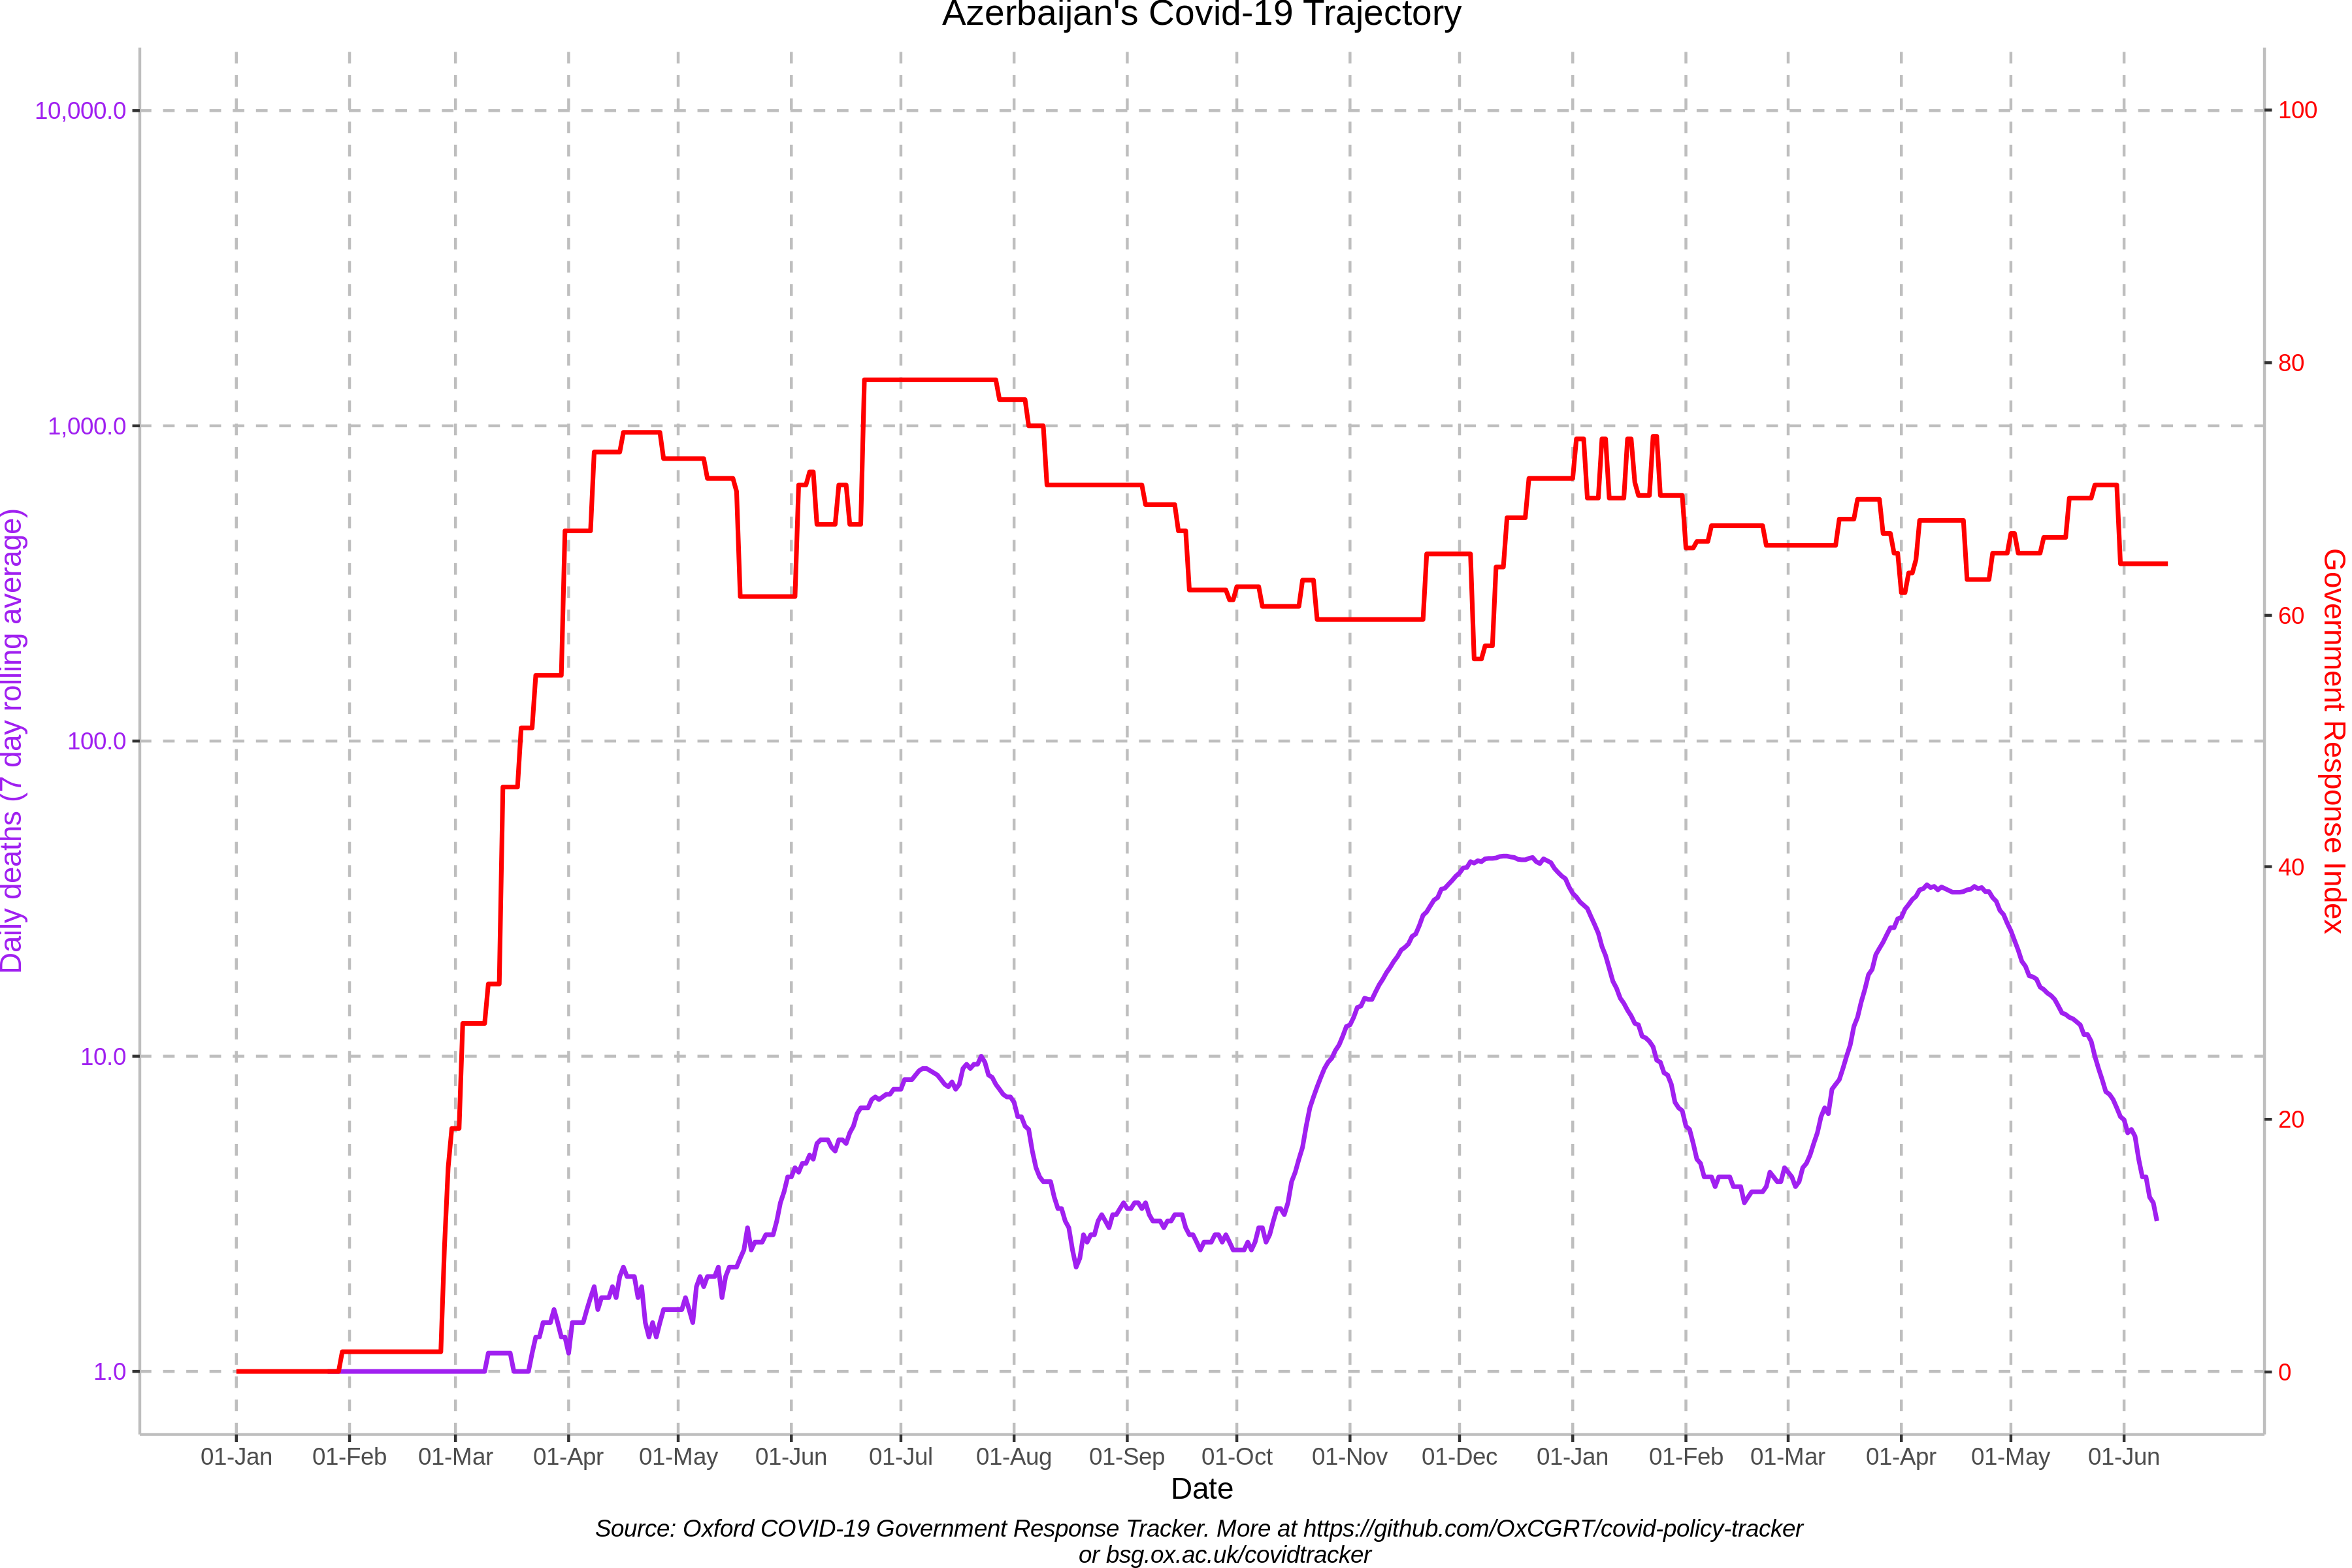 Azerbaijan's Covid-19 Trajectory
Daily deaths (7 day rolling average)
10,000.0
1,000.0
100.0
10.0
1.0
100
80
60
40
20
0
Government Response Index
01-Jan 01-Feb 01-Mar 01-Apr 01-May 01-Jun 01-Jul 01-Aug 01-Sep 01-Oct 01-Nov 01-Dec 01-Jan 01-Feb 01-Mar 01-Apr 01-May 01-Jun
Date
Source: Oxford COVID-19 Government Response Tracker. More at https://github.com/OxCGRT/covid-policy-tracker
or bsg.ox.ac.uk/covidtracker